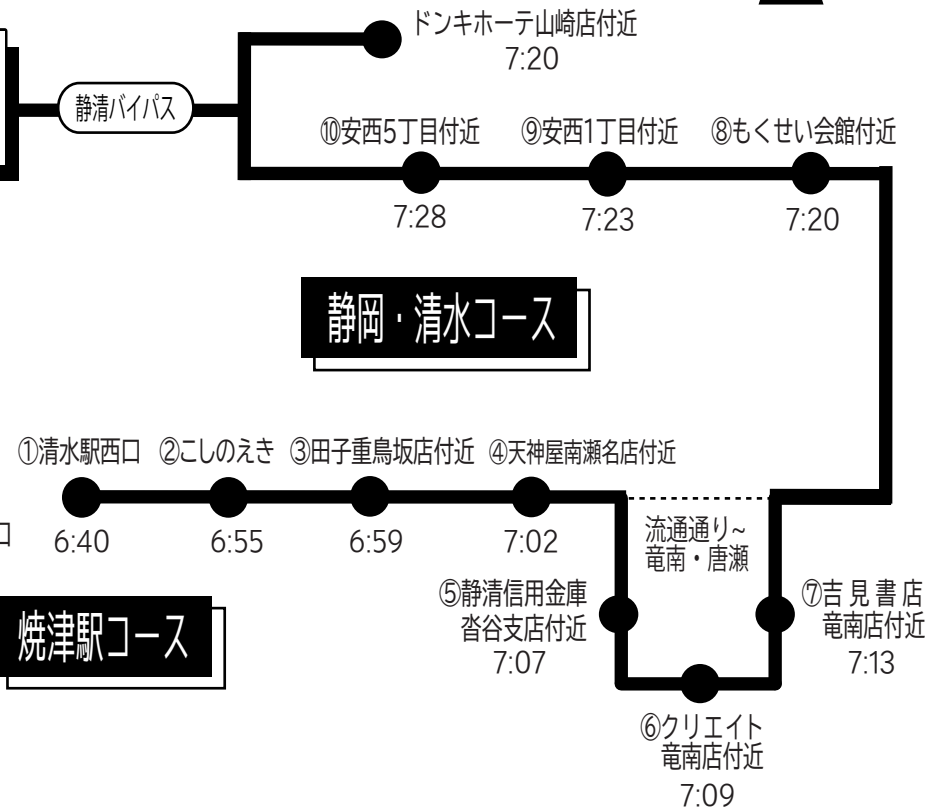 ドンキホーテ山崎店付近
7:20
静清バイパス
⑩安西5丁目付近
7:28
⑨安西1丁目付近
7:23
⑧もくせい会館付近
7:20
静岡・清水コース
①清水駅西口
6:40
②こしのえき
6:55
③田子重鳥坂店付近
6:59
④天神屋南瀬名店付近
7:02
流通通り~
竜南・唐瀬
⑤静清信用金庫
沓谷支店付近
7:07
⑥クリエイト
竜南店付近
7:09
⑦吉見書店
竜南店付近
7:13
口
焼津駅コース